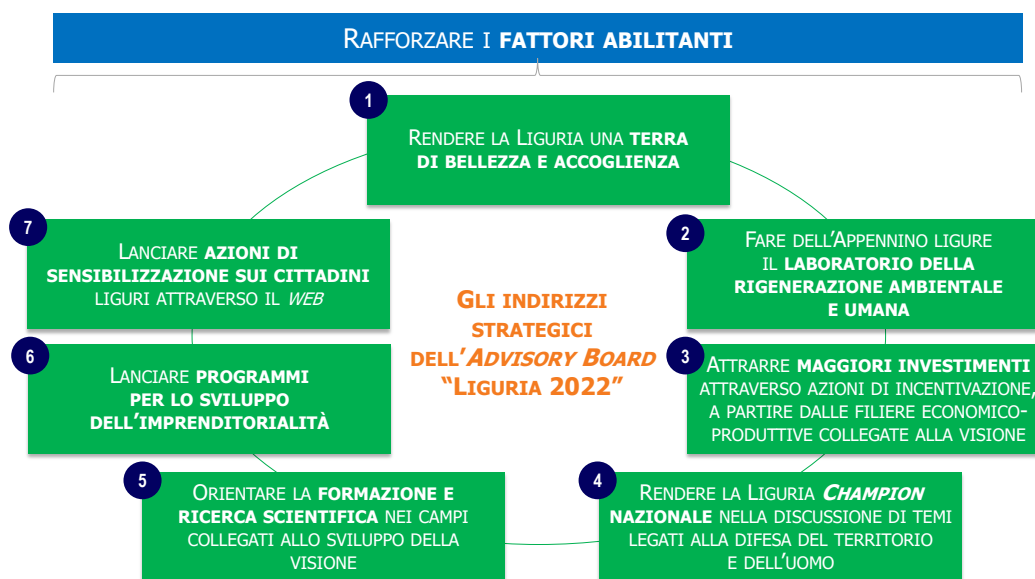 RAFFORZARE I FATTORI ABILITANTI
1
RENDERE LA LIGURIA UNA TERRA
DI BELLEZZA E ACCOGLIENZA
2
FARE DELL'APPENNINO LIGURE
IL LABORATORIO DELLA
RIGENERAZIONE AMBIENTALE
E UMANA
3
ATTRARRE MAGGIORI INVESTIMENTI
ATTRAVERSO AZIONI DI INCENTIVAZIONE,
A PARTIRE DALLE FILIERE ECONOMICO-
PRODUTTIVE COLLEGATE ALLA VISIONE
4
RENDERE LA LIGURIA CHAMPION
NAZIONALE NELLA DISCUSSIONE DI TEMI
LEGATI ALLA DIFESA DEL TERRITORIO
E DELL'UOMO
5
ORIENTARE LA FORMAZIONE E
RICERCA SCIENTIFICA NEI CAMPI
COLLEGATI ALLO SVILUPPO DELLA
VISIONE
6
LANCIARE PROGRAMMI
PER LO SVILUPPO
DELL'IMPRENDITORIALITÀ
7
LANCIARE AZIONI DI
SENSIBILIZZAZIONE SUI CITTADINI
LIGURI ATTRAVERSO IL WEB
GLI INDIRIZZI
STRATEGICI
DELL'ADVISORY BOARD
"LIGURIA 2022"